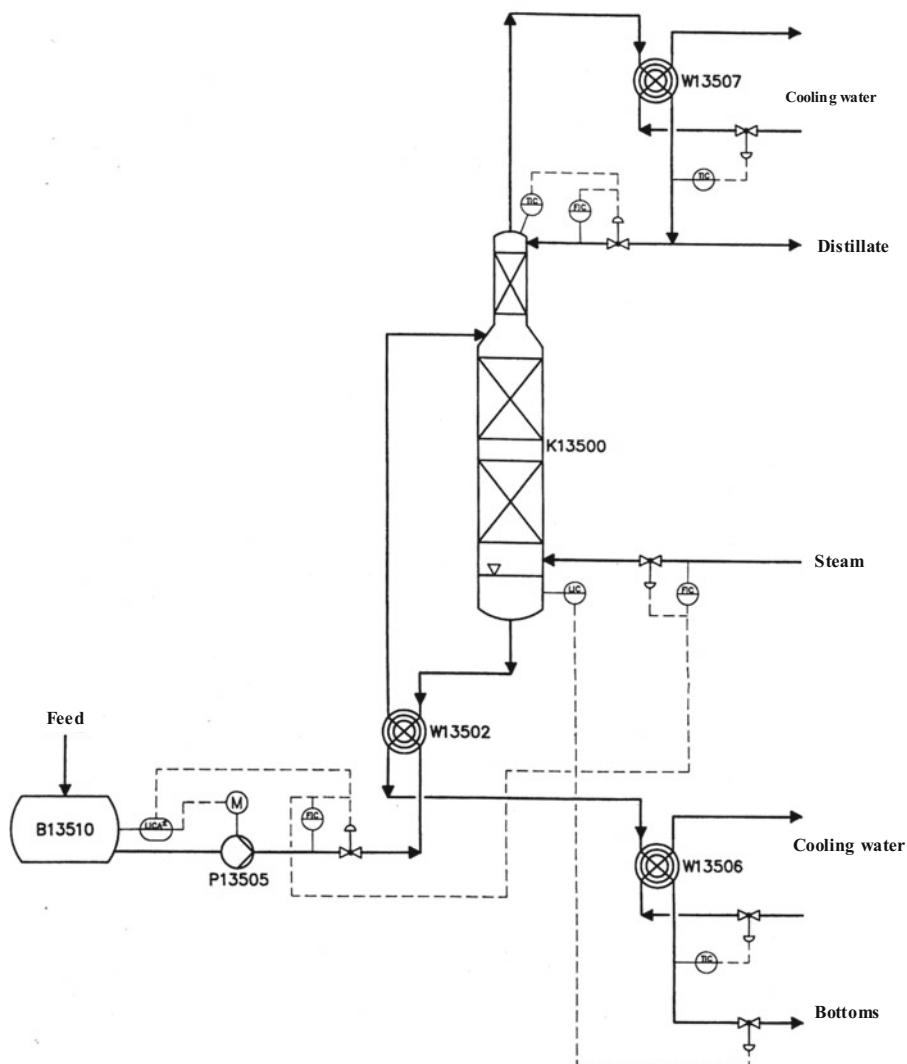 W13507
Cooling water
TIC
TIC
FIC
Distillate
K13500
Steam
LIC
FIC
Feed
W13502
B13510
M
FIC
P13505
Cooling water
W13506
TIC
Bottoms